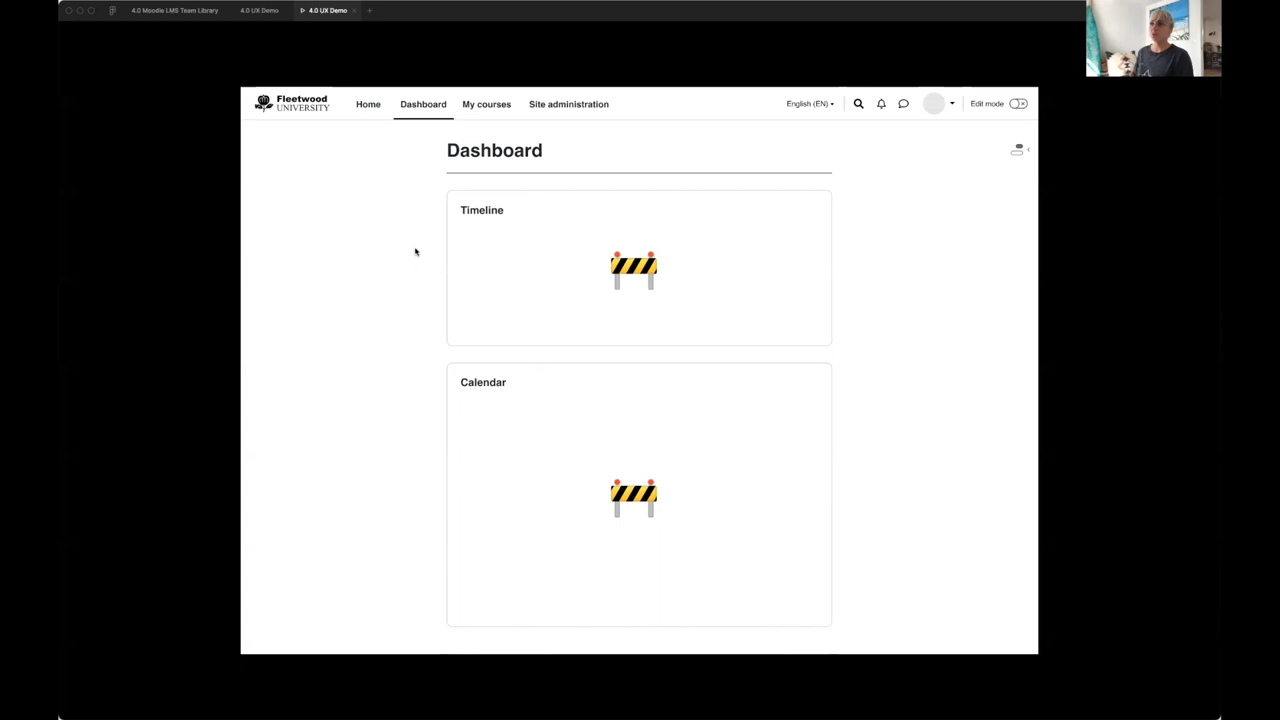 4.0 Moodle LMS Team Library
4.0 UX Demo
4.0 UX Demo
Fleetwood
UNIVERSITY
Home
Dashboard
My courses
Site administration
English (EN)
Edit mode
Dashboard
Timeline
Calendar